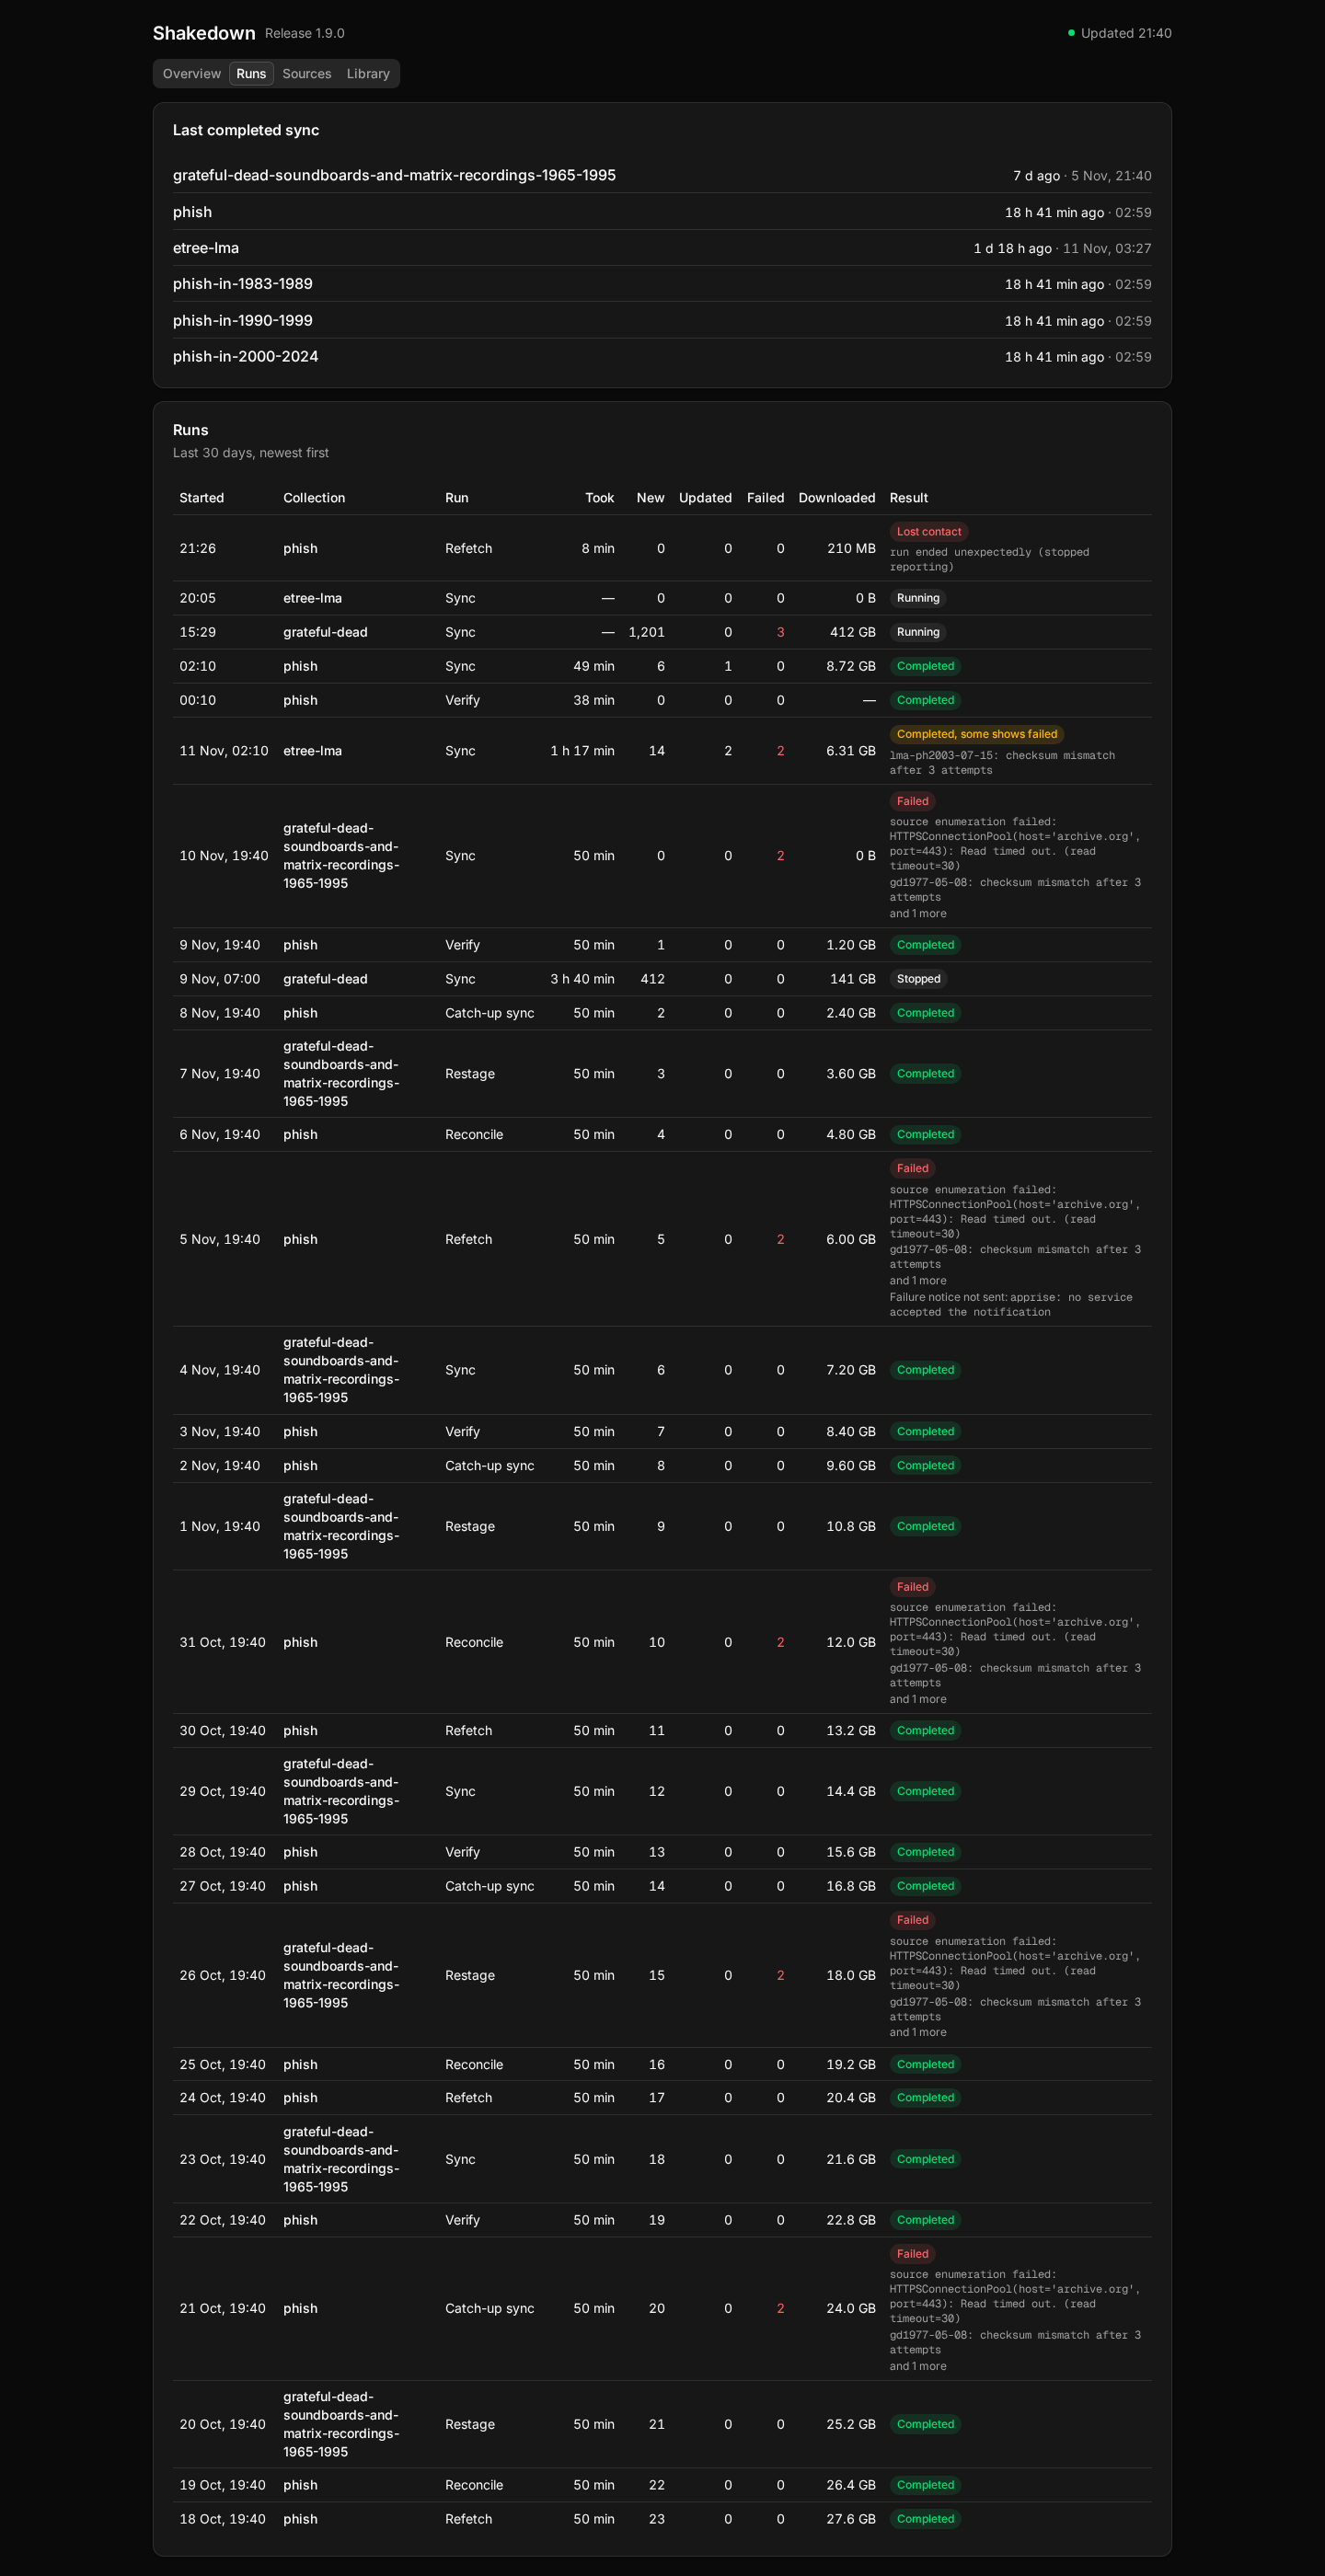 Shakedown Release 1.9.0 Updated 21:40
Overview Runs Sources Library
Last completed sync
grateful-dead-soundboards-and-matrix-recordings-1965-1995 7 d ago · 5 Nov, 21:40
phish 18 h 41 min ago · 02:59
etree-lma 1 d 18 h ago · 11 Nov, 03:27
phish-in-1983-1989 18 h 41 min ago · 02:59
phish-in-1990-1999 18 h 41 min ago · 02:59
phish-in-2000-2024 18 h 41 min ago · 02:59
Runs
Last 30 days, newest first
Started Collection Run Took New Updated Failed Downloaded Result
21:26 phish Refetch 8 min 0 0 0 210 MB Lost contact
run ended unexpectedly (stopped
reporting)
20:05 etree-lma Sync — 0 0 0 0 B Running
15:29 grateful-dead Sync — 1,201 0 3 412 GB Running
02:10 phish Sync 49 min 6 1 0 8.72 GB Completed
00:10 phish Verify 38 min 0 0 0 — Completed
11 Nov, 02:10 etree-lma Sync 1 h 17 min 14 2 2 6.31 GB Completed, some shows failed
lma-ph2003-07-15: checksum mismatch
after 3 attempts
10 Nov, 19:40 grateful-dead-
soundboards-and-
matrix-recordings-
1965-1995 Sync 50 min 0 0 2 0 B Failed
source enumeration failed:
HTTPSConnectionPool(host='archive.org',
port=443): Read timed out. (read
timeout=30)
gd1977-05-08: checksum mismatch after 3
attempts
and 1 more
9 Nov, 19:40 phish Verify 50 min 1 0 0 1.20 GB Completed
9 Nov, 07:00 grateful-dead Sync 3 h 40 min 412 0 0 141 GB Stopped
8 Nov, 19:40 phish Catch-up sync 50 min 2 0 0 2.40 GB Completed
7 Nov, 19:40 grateful-dead-
soundboards-and-
matrix-recordings-
1965-1995 Restage 50 min 3 0 0 3.60 GB Completed
6 Nov, 19:40 phish Reconcile 50 min 4 0 0 4.80 GB Completed
5 Nov, 19:40 phish Refetch 50 min 5 0 2 6.00 GB Failed
source enumeration failed:
HTTPSConnectionPool(host='archive.org',
port=443): Read timed out. (read
timeout=30)
gd1977-05-08: checksum mismatch after 3
attempts
and 1 more
Failure notice not sent: apprise: no service
accepted the notification
4 Nov, 19:40 grateful-dead-
soundboards-and-
matrix-recordings-
1965-1995 Sync 50 min 6 0 0 7.20 GB Completed
3 Nov, 19:40 phish Verify 50 min 7 0 0 8.40 GB Completed
2 Nov, 19:40 phish Catch-up sync 50 min 8 0 0 9.60 GB Completed
1 Nov, 19:40 grateful-dead-
soundboards-and-
matrix-recordings-
1965-1995 Restage 50 min 9 0 0 10.8 GB Completed
31 Oct, 19:40 phish Reconcile 50 min 10 0 2 12.0 GB Failed
source enumeration failed:
HTTPSConnectionPool(host='archive.org',
port=443): Read timed out. (read
timeout=30)
gd1977-05-08: checksum mismatch after 3
attempts
and 1 more
30 Oct, 19:40 phish Refetch 50 min 11 0 0 13.2 GB Completed
29 Oct, 19:40 grateful-dead-
soundboards-and-
matrix-recordings-
1965-1995 Sync 50 min 12 0 0 14.4 GB Completed
28 Oct, 19:40 phish Verify 50 min 13 0 0 15.6 GB Completed
27 Oct, 19:40 phish Catch-up sync 50 min 14 0 0 16.8 GB Completed
26 Oct, 19:40 grateful-dead-
soundboards-and-
matrix-recordings-
1965-1995 Restage 50 min 15 0 2 18.0 GB Failed
source enumeration failed:
HTTPSConnectionPool(host='archive.org',
port=443): Read timed out. (read
timeout=30)
gd1977-05-08: checksum mismatch after 3
attempts
and 1 more
25 Oct, 19:40 phish Reconcile 50 min 16 0 0 19.2 GB Completed
24 Oct, 19:40 phish Refetch 50 min 17 0 0 20.4 GB Completed
23 Oct, 19:40 grateful-dead-
soundboards-and-
matrix-recordings-
1965-1995 Sync 50 min 18 0 0 21.6 GB Completed
22 Oct, 19:40 phish Verify 50 min 19 0 0 22.8 GB Completed
21 Oct, 19:40 phish Catch-up sync 50 min 20 0 2 24.0 GB Failed
source enumeration failed:
HTTPSConnectionPool(host='archive.org',
port=443): Read timed out. (read
timeout=30)
gd1977-05-08: checksum mismatch after 3
attempts
and 1 more
20 Oct, 19:40 grateful-dead-
soundboards-and-
matrix-recordings-
1965-1995 Restage 50 min 21 0 0 25.2 GB Completed
19 Oct, 19:40 phish Reconcile 50 min 22 0 0 26.4 GB Completed
18 Oct, 19:40 phish Refetch 50 min 23 0 0 27.6 GB Completed